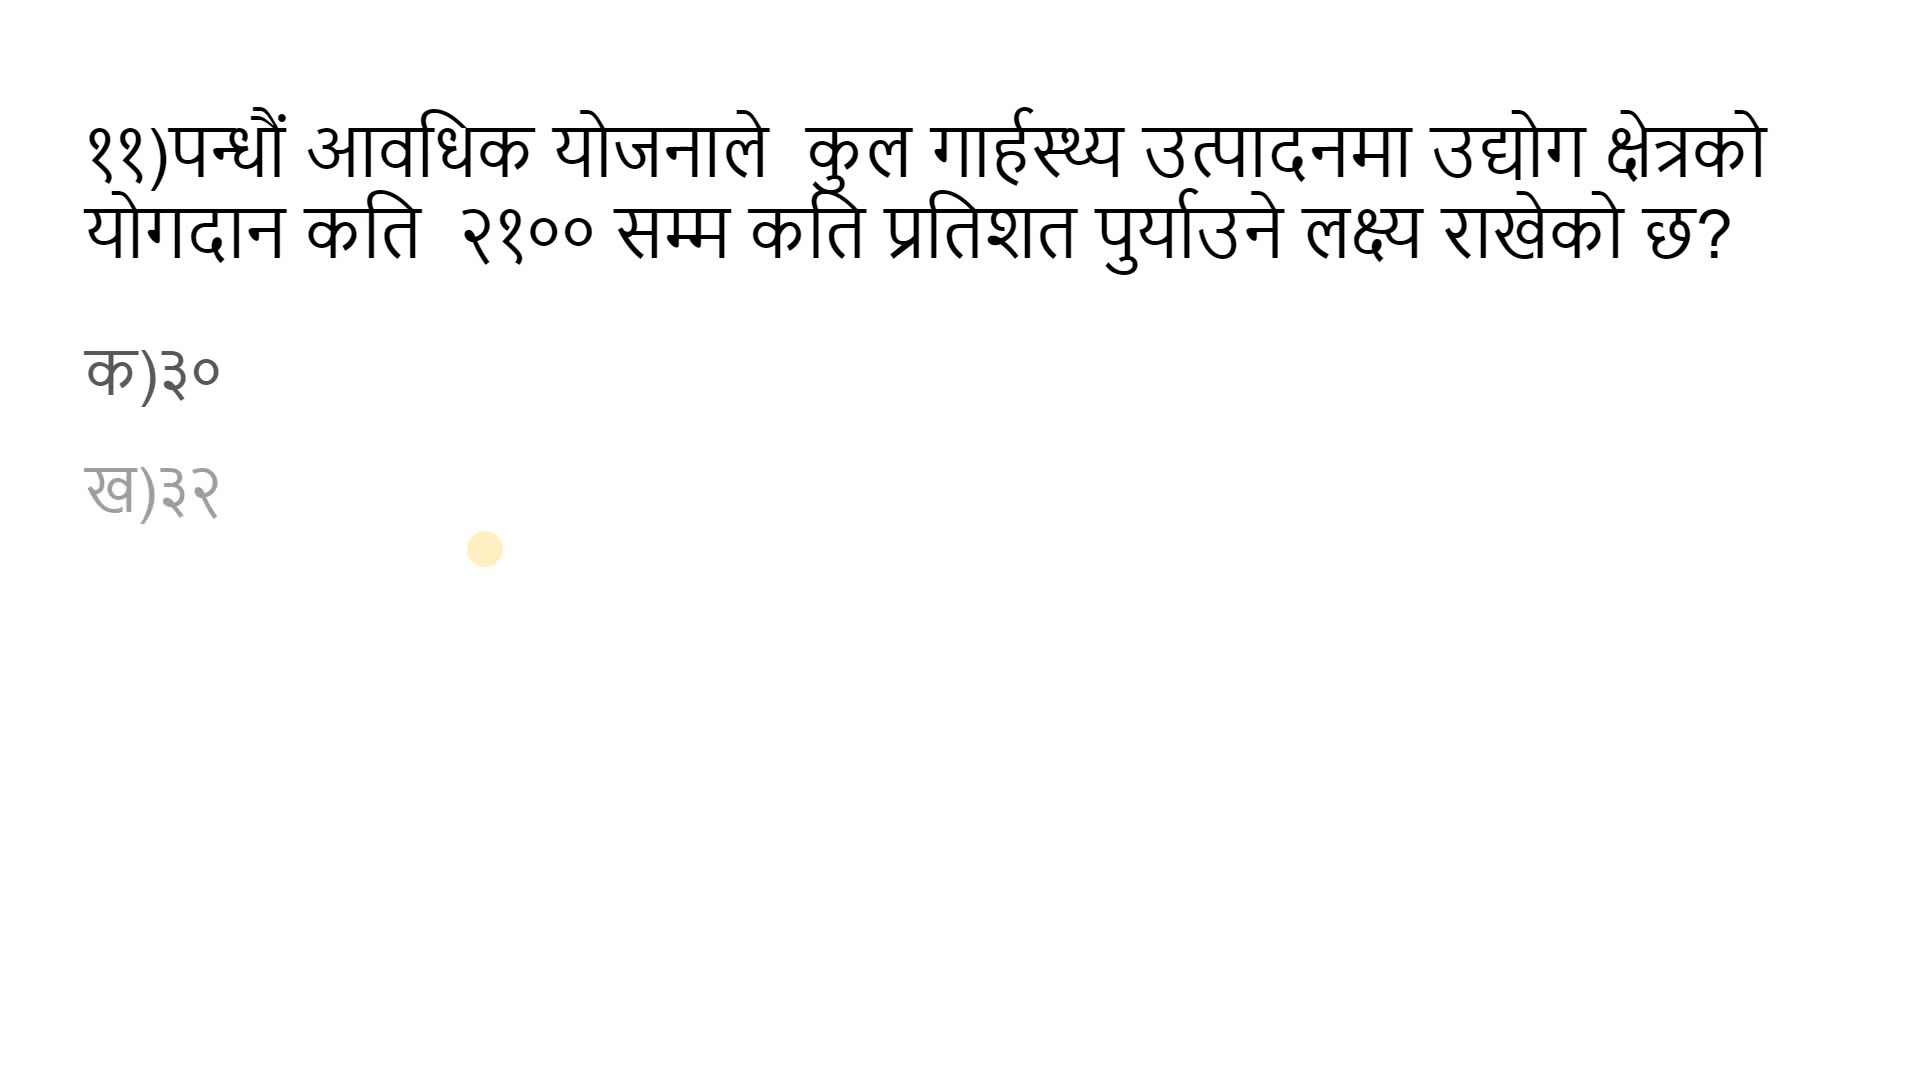 ११)पन्धौं आवधिक योजनाले कुल गार्हस्थ्य उत्पादनमा उद्योग क्षेत्रको
योगदान कति २१०० सम्म कति प्रतिशत पुर्याउने लक्ष्य राखेको छ?
क)३०
ख)३२